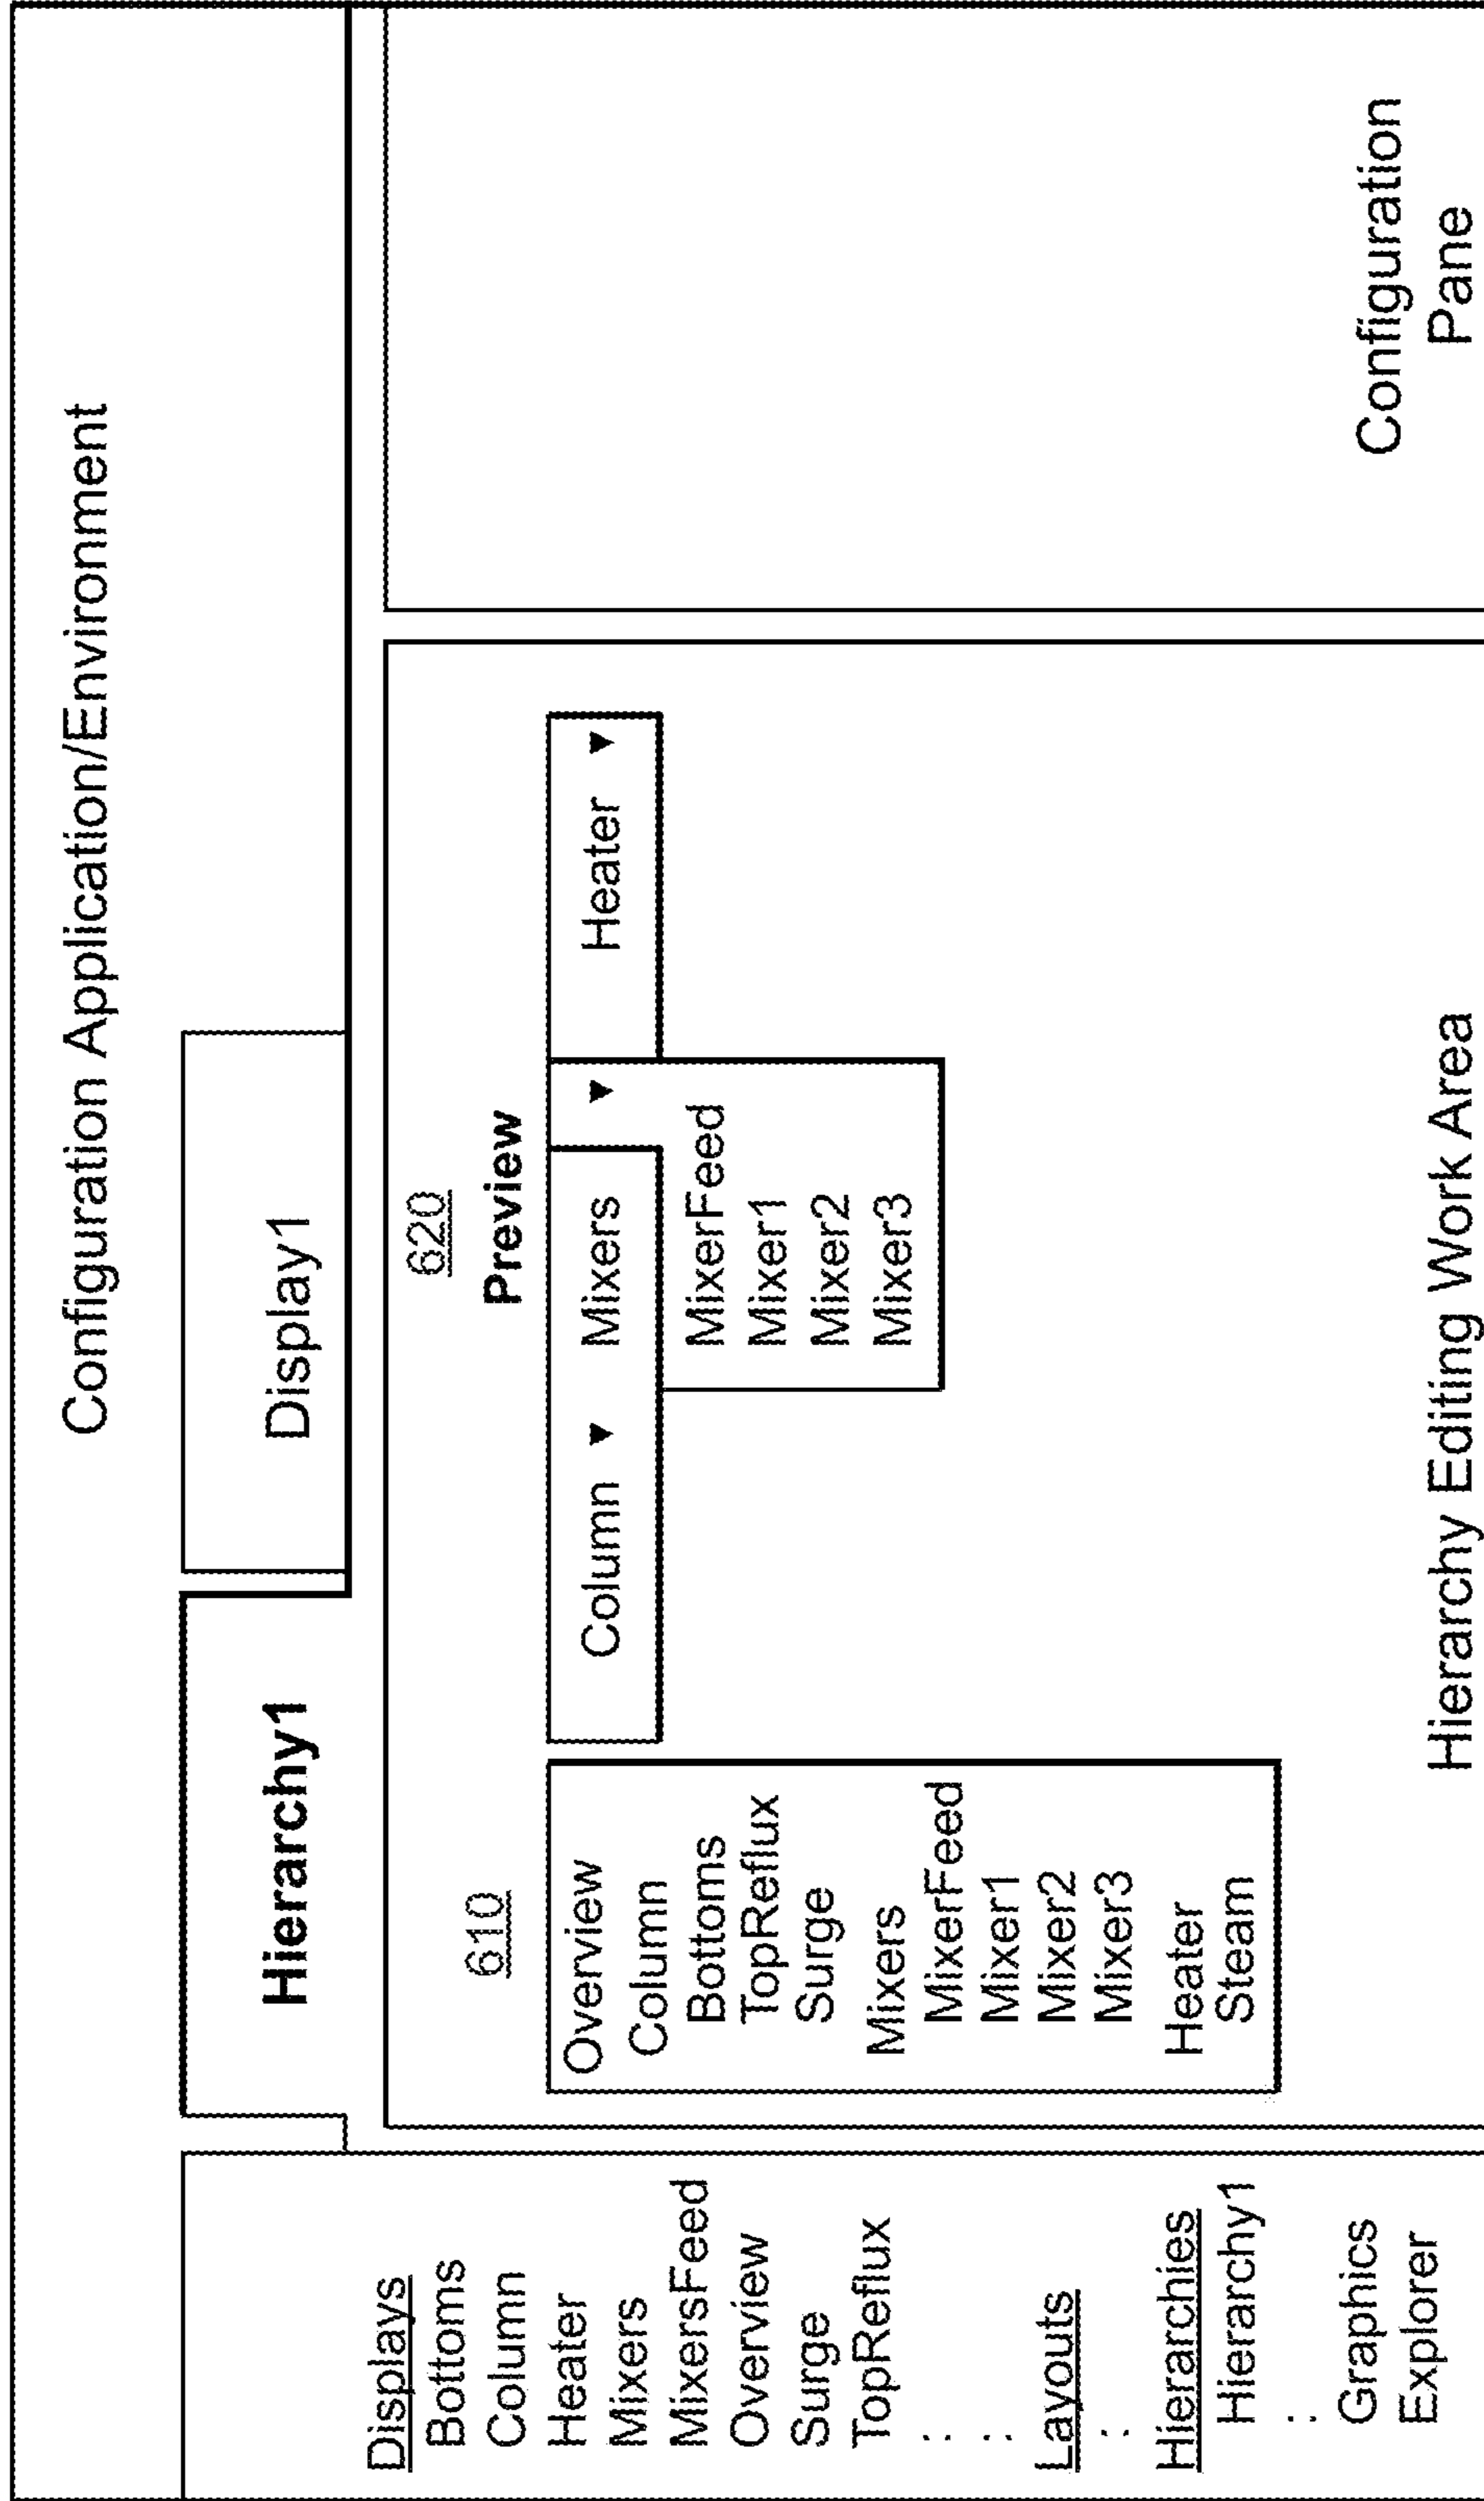 Configuration Application/Environment
Hierarchy1
Display1
Displays
Bottoms
Column
Heater
Mixers
MixersFeed
Overview
Surge
TopReflux
:
:
Layouts
:
Hierarchies
Hierarchy1
:
Graphics
Explorer
610
Overview
Column
Bottoms
TopReflux
Surge
Mixers
MixerFeed
Mixer1
Mixer2
Mixer3
Heater
Steam
620
Preview
Column ▼ Mixers ▼ Heater ▼
MixerFeed
Mixer1
Mixer2
Mixer3
Hierarchy Editing Work Area
Configuration
Pane